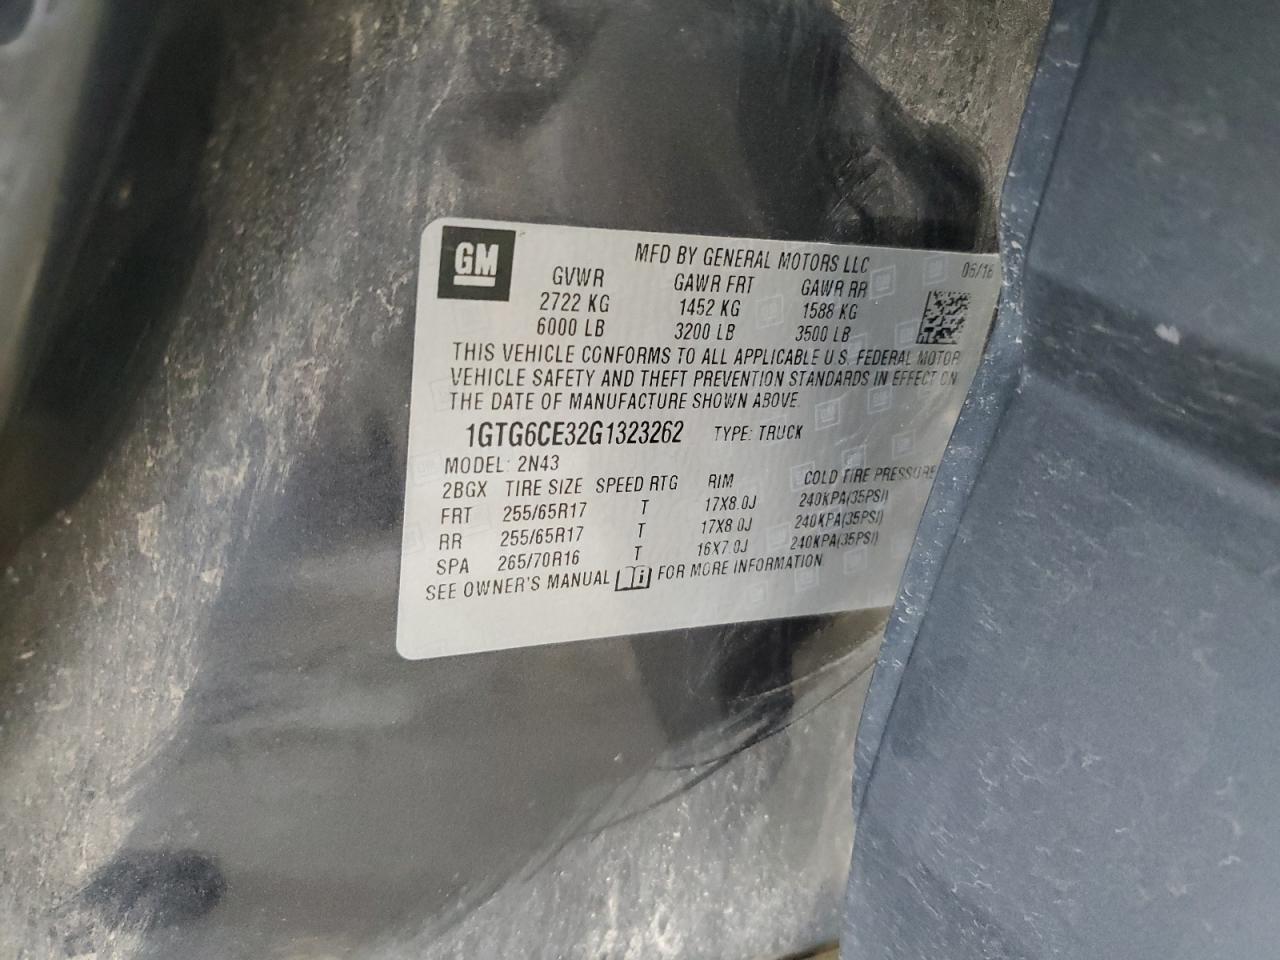 GM
MFD BY GENERAL MOTORS LLC 06/16
GVWR GAWR FRT GAWR RR
2722 KG 1452 KG 1588 KG
6000 LB 3200 LB 3500 LB
THIS VEHICLE CONFORMS TO ALL APPLICABLE U.S. FEDERAL MOTOR
VEHICLE SAFETY AND THEFT PREVENTION STANDARDS IN EFFECT ON
THE DATE OF MANUFACTURE SHOWN ABOVE.
1GTG6CE32G1323262 TYPE: TRUCK
MODEL: 2N43
2BGX TIRE SIZE SPEED RTG RIM COLD TIRE PRESSURE
FRT 255/65R17 T 17X8.0J 240KPA(35PSI)
RR 255/65R17 T 17X8.0J 240KPA(35PSI)
SPA 265/70R16 T 16X7.0J 240KPA(35PSI)
SEE OWNER'S MANUAL FOR MORE INFORMATION